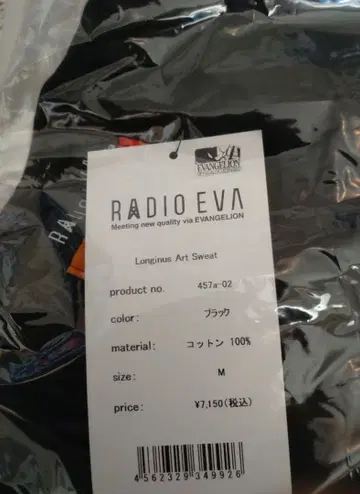 EVANGELION
RADIO EVA
Meeting new quality via EVANGELION
Longinus Art Sweat
product no. 457a-02
color: ブラック
material: コットン 100%
size: M
price: ¥7,150(税込)
4562329349926
RADIO